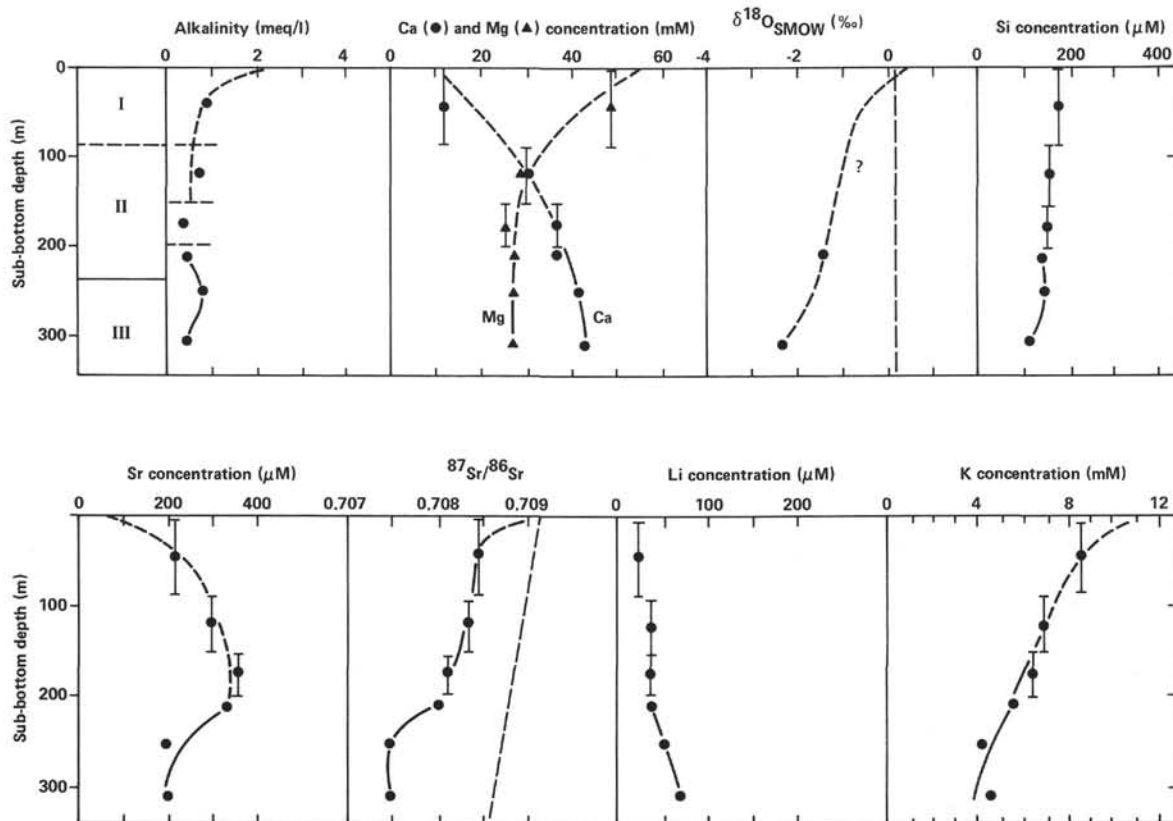 Alkalinity (meq/l)
Ca (●) and Mg (▲) concentration (mM)
δ18OSMOW (‰)
Si concentration (μM)
0 2 4
0 20 40 60
-4 -2 0 2
0 200 400
Sub-bottom depth (m)
0
100
200
300
I
II
III
Mg
Ca
?
Sr concentration (μM)
87Sr/86Sr
Li concentration (μM)
K concentration (mM)
0 200 400
0.707 0.708 0.709
0 100 200
0 4 8 12
Sub-bottom depth (m)
100
200
300